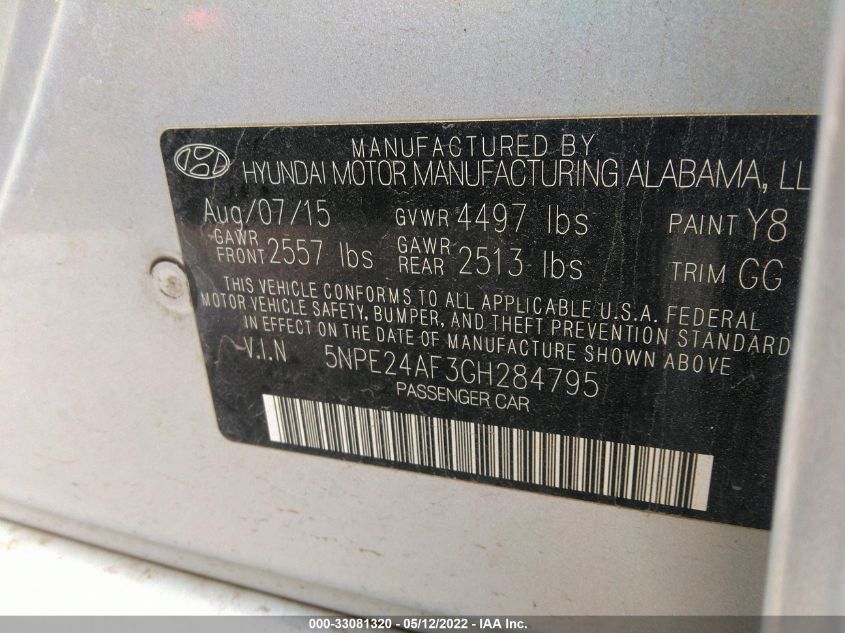 MANUFACTURED BY
HYUNDAI MOTOR MANUFACTURING ALABAMA, LL
Aug/07/15 GVWR 4497 lbs PAINT Y8
GAWR FRONT 2557 lbs GAWR REAR 2513 lbs TRIM GG
THIS VEHICLE CONFORMS TO ALL APPLICABLE U.S.A. FEDERAL
MOTOR VEHICLE SAFETY, BUMPER, AND THEFT PREVENTION STANDARD
IN EFFECT ON THE DATE OF MANUFACTURE SHOWN ABOVE
V.I.N 5NPE24AF3GH284795
PASSENGER CAR
000-33081320 - 05/12/2022 - IAA Inc.